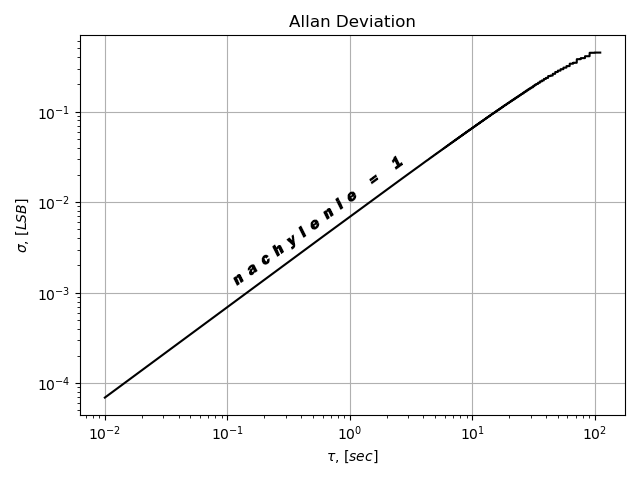 Allan Deviation
σ, [LSB]
10⁻¹
10⁻²
10⁻³
10⁻⁴
nachylenie = 1
10⁻² 10⁻¹ 10⁰ 10¹ 10²
τ, [sec]